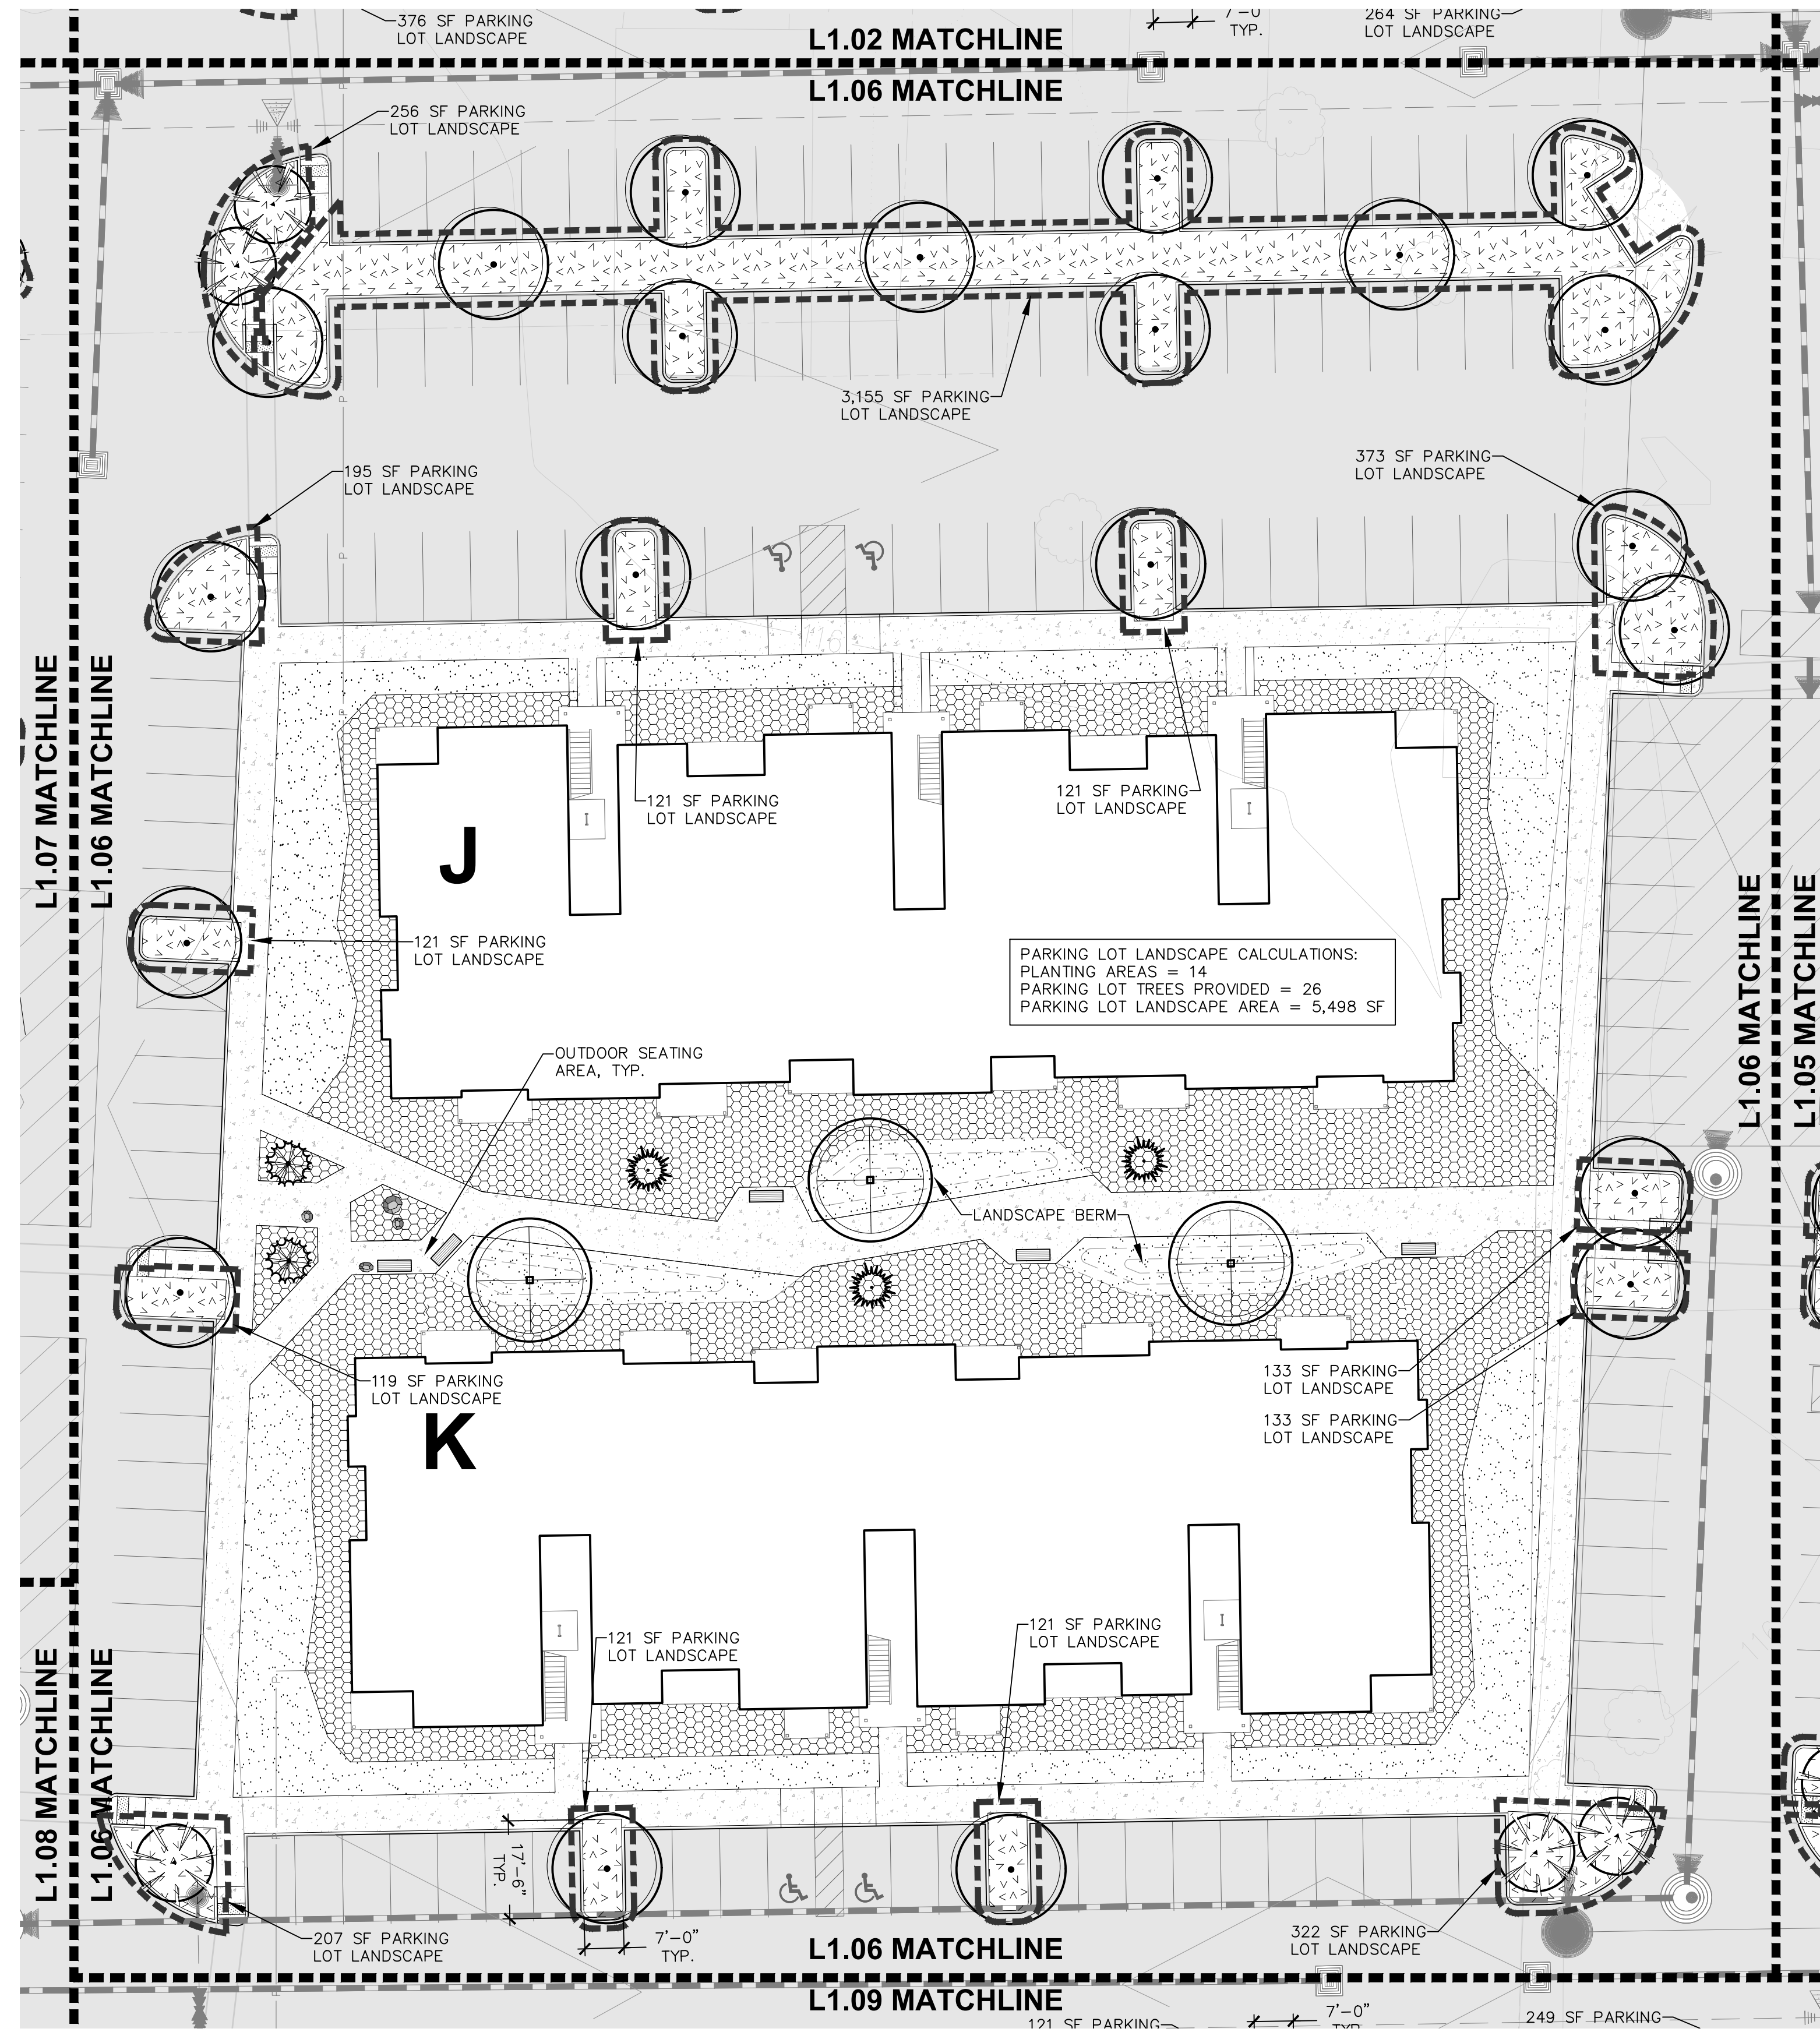 376 SF PARKING
LOT LANDSCAPE
L1.02 MATCHLINE
7'-0
TYP.
264 SF PARKING
LOT LANDSCAPE
L1.06 MATCHLINE
256 SF PARKING
LOT LANDSCAPE
3,155 SF PARKING
LOT LANDSCAPE
195 SF PARKING
LOT LANDSCAPE
373 SF PARKING
LOT LANDSCAPE
P
P
P
116
L1.07 MATCHLINE
L1.06 MATCHLINE
121 SF PARKING
LOT LANDSCAPE
121 SF PARKING
LOT LANDSCAPE
I
I
J
121 SF PARKING
LOT LANDSCAPE
PARKING LOT LANDSCAPE CALCULATIONS:
PLANTING AREAS = 14
PARKING LOT TREES PROVIDED = 26
PARKING LOT LANDSCAPE AREA = 5,498 SF
L1.06 MATCHLINE
L1.05 MATCHLINE
OUTDOOR SEATING
AREA, TYP.
LANDSCAPE BERM
119 SF PARKING
LOT LANDSCAPE
K
133 SF PARKING
LOT LANDSCAPE
133 SF PARKING
LOT LANDSCAPE
I
I
121 SF PARKING
LOT LANDSCAPE
121 SF PARKING
LOT LANDSCAPE
L1.08 MATCHLINE
L1.06 MATCHLINE
17'-6"
TYP.
207 SF PARKING
LOT LANDSCAPE
7'-0"
TYP.
L1.06 MATCHLINE
322 SF PARKING
LOT LANDSCAPE
L1.09 MATCHLINE
121 SF PARKING
7'-0"
TYP
249 SF PARKING